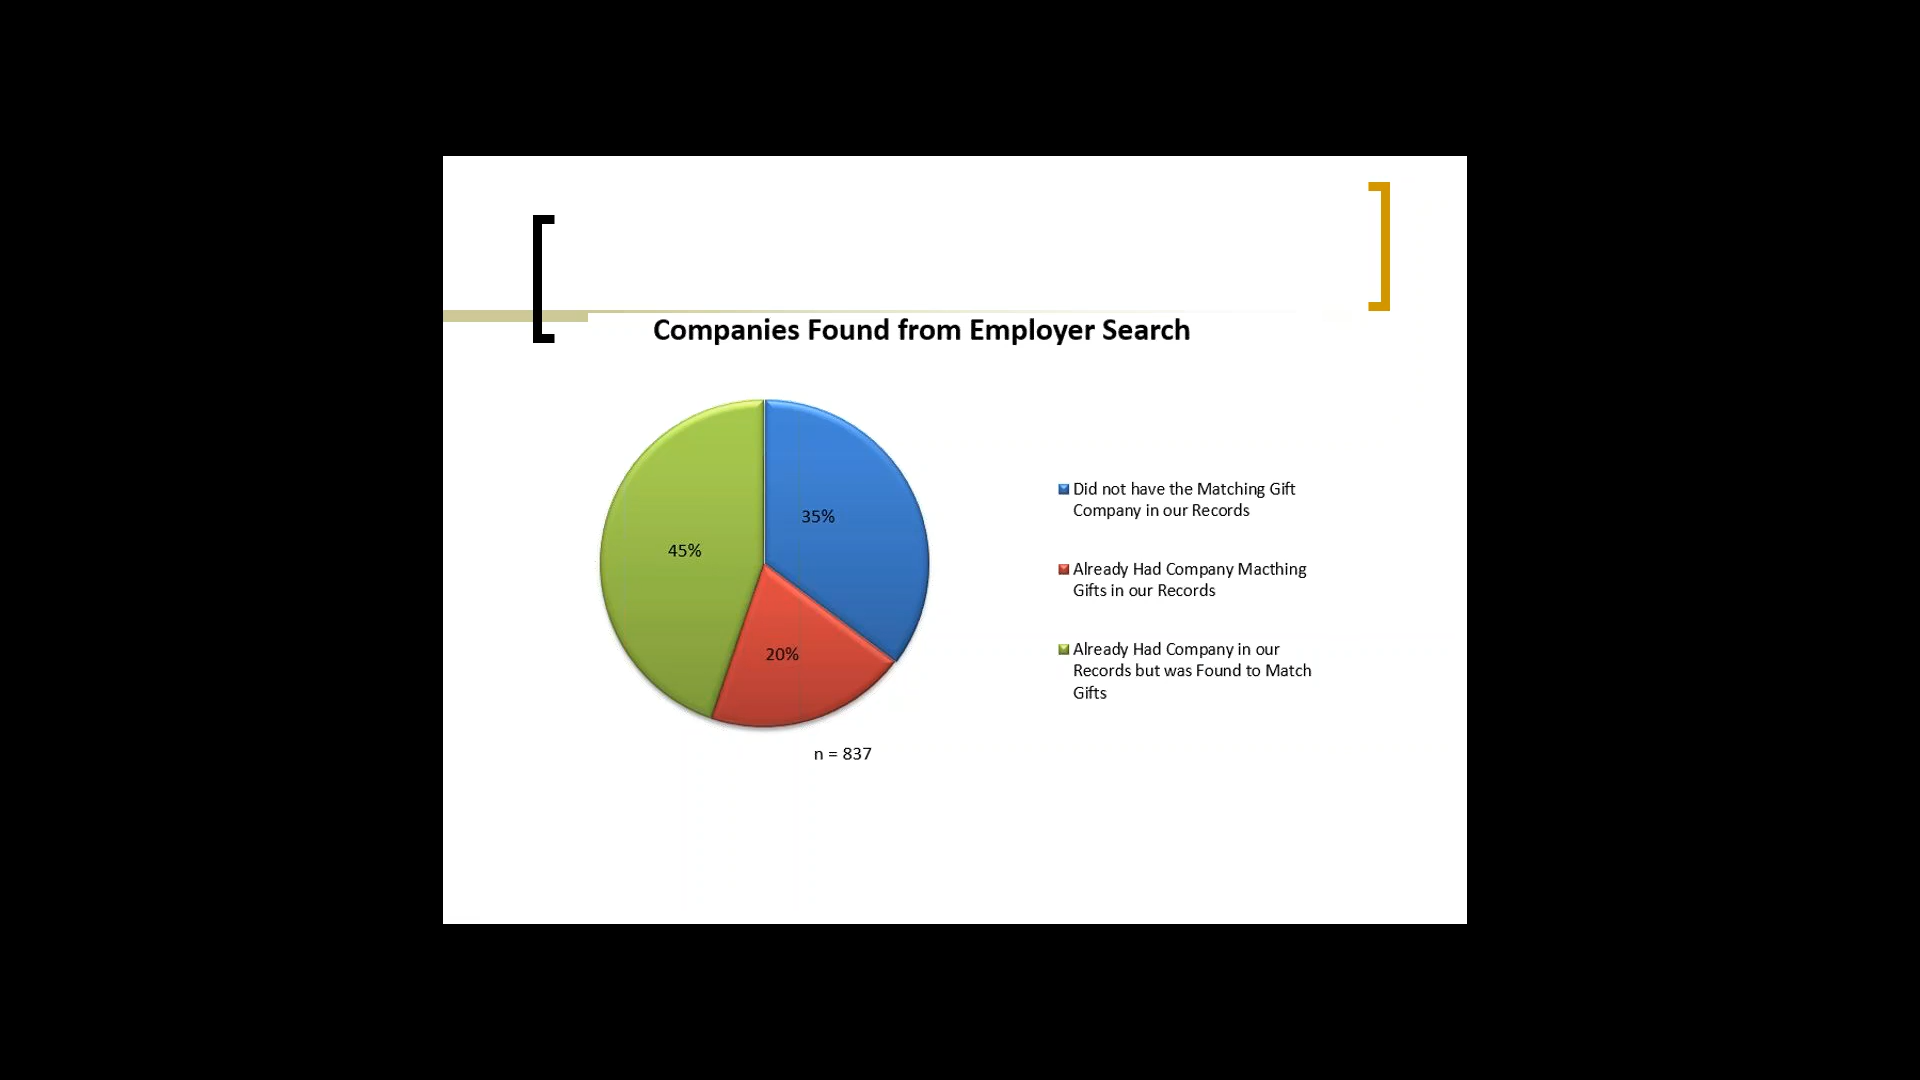 Companies Found from Employer Search
35%
45%
20%
n = 837
Did not have the Matching Gift
Company in our Records
Already Had Company Macthing
Gifts in our Records
Already Had Company in our
Records but was Found to Match
Gifts